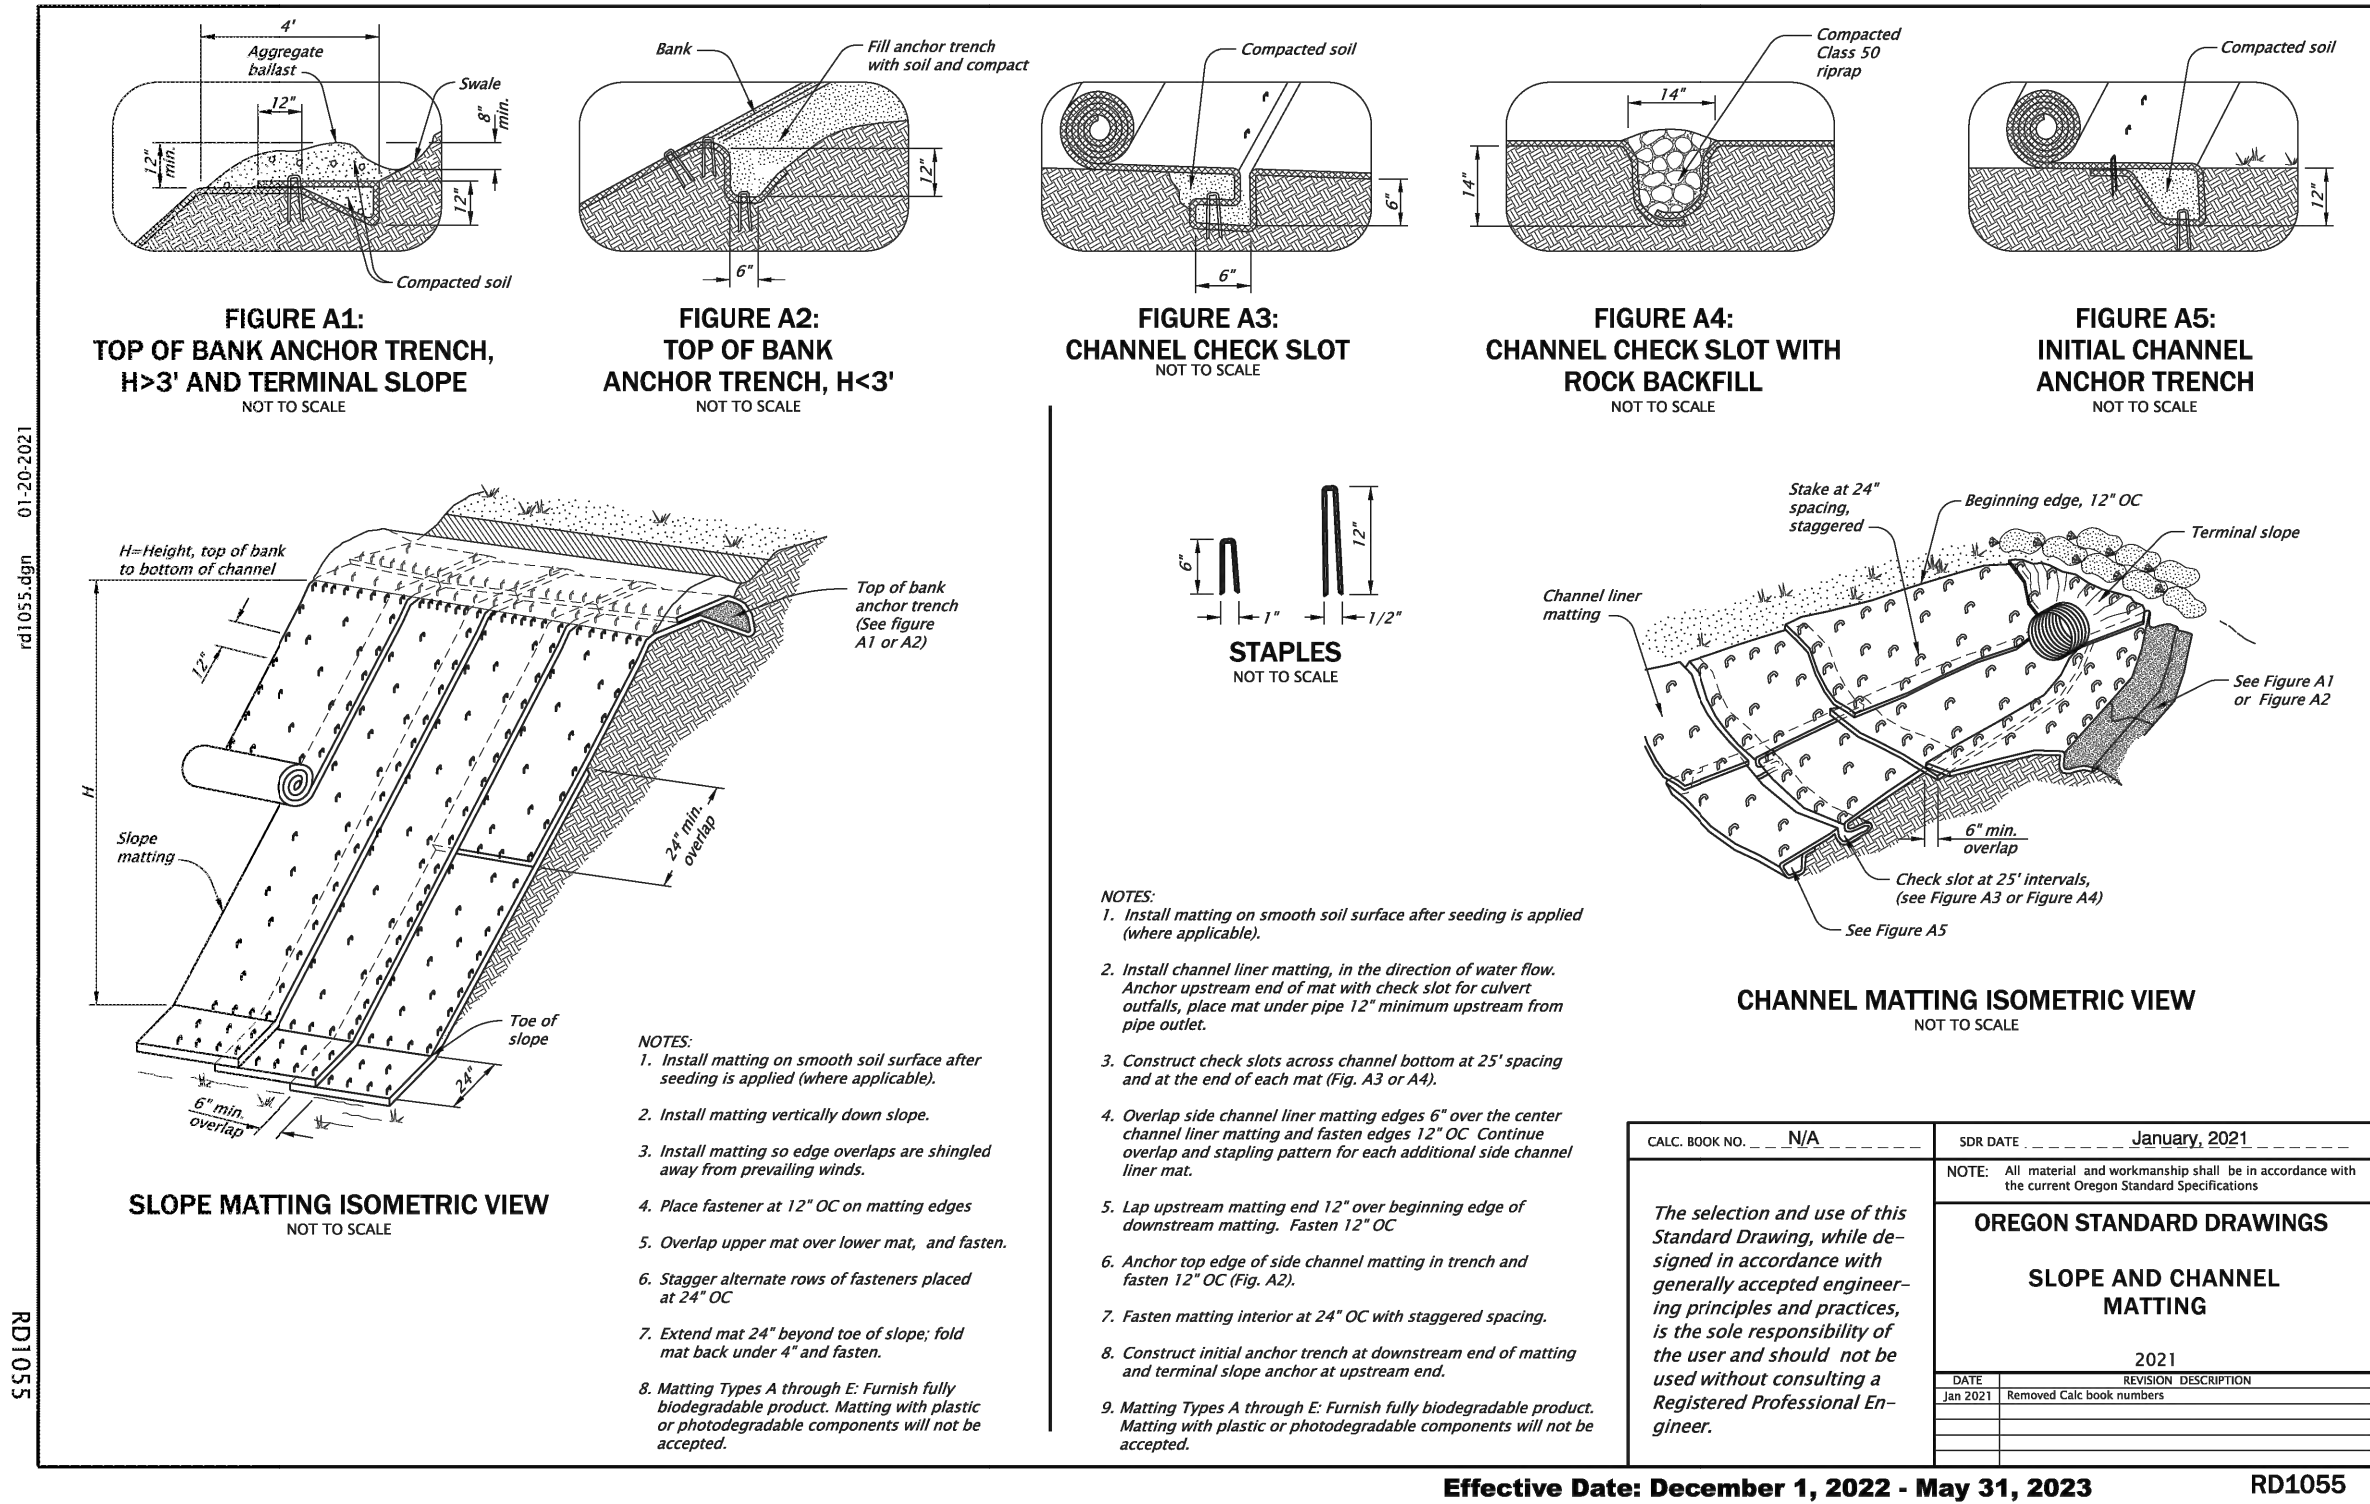 4'
Aggregate
ballast
Swale
12"
8"
min.
12"
min.
12"
Compacted soil
FIGURE A1:
TOP OF BANK ANCHOR TRENCH,
H>3' AND TERMINAL SLOPE
NOT TO SCALE
Bank
Fill anchor trench
with soil and compact
12"
6"
FIGURE A2:
TOP OF BANK
ANCHOR TRENCH, H<3'
NOT TO SCALE
Compacted soil
6"
6"
FIGURE A3:
CHANNEL CHECK SLOT
NOT TO SCALE
Compacted
Class 50
riprap
14"
14"
FIGURE A4:
CHANNEL CHECK SLOT WITH
ROCK BACKFILL
NOT TO SCALE
Compacted soil
12"
FIGURE A5:
INITIAL CHANNEL
ANCHOR TRENCH
NOT TO SCALE
rd1055.dgn 01-20-2021
RD1055
H=Height, top of bank
to bottom of channel
12"
H
Top of bank
anchor trench
(See figure
A1 or A2)
24" min.
overlap
Slope
matting
Toe of
slope
24"
6" min.
overlap
SLOPE MATTING ISOMETRIC VIEW
NOT TO SCALE
NOTES:
1. Install matting on smooth soil surface after
seeding is applied (where applicable).
2. Install matting vertically down slope.
3. Install matting so edge overlaps are shingled
away from prevailing winds.
4. Place fastener at 12" OC on matting edges
5. Overlap upper mat over lower mat, and fasten.
6. Stagger alternate rows of fasteners placed
at 24" OC
7. Extend mat 24" beyond toe of slope; fold
mat back under 4" and fasten.
8. Matting Types A through E: Furnish fully
biodegradable product. Matting with plastic
or photodegradable components will not be
accepted.
6"
12"
1"
1/2"
STAPLES
NOT TO SCALE
Stake at 24"
spacing,
staggered
Beginning edge, 12" OC
Terminal slope
Channel liner
matting
See Figure A1
or Figure A2
6" min.
overlap
Check slot at 25' intervals,
(see Figure A3 or Figure A4)
See Figure A5
CHANNEL MATTING ISOMETRIC VIEW
NOT TO SCALE
NOTES:
1. Install matting on smooth soil surface after seeding is applied
(where applicable).
2. Install channel liner matting, in the direction of water flow.
Anchor upstream end of mat with check slot for culvert
outfalls, place mat under pipe 12" minimum upstream from
pipe outlet.
3. Construct check slots across channel bottom at 25' spacing
and at the end of each mat (Fig. A3 or A4).
4. Overlap side channel liner matting edges 6" over the center
channel liner matting and fasten edges 12" OC Continue
overlap and stapling pattern for each additional side channel
liner mat.
5. Lap upstream matting end 12" over beginning edge of
downstream matting. Fasten 12" OC
6. Anchor top edge of side channel matting in trench and
fasten 12" OC (Fig. A2).
7. Fasten matting interior at 24" OC with staggered spacing.
8. Construct initial anchor trench at downstream end of matting
and terminal slope anchor at upstream end.
9. Matting Types A through E: Furnish fully biodegradable product.
Matting with plastic or photodegradable components will not be
accepted.
CALC. BOOK NO. N/A
SDR DATE January, 2021
NOTE: All material and workmanship shall be in accordance with
the current Oregon Standard Specifications
The selection and use of this
Standard Drawing, while de-
signed in accordance with
generally accepted engineer-
ing principles and practices,
is the sole responsibility of
the user and should not be
used without consulting a
Registered Professional En-
gineer.
OREGON STANDARD DRAWINGS
SLOPE AND CHANNEL
MATTING
2021
DATE REVISION DESCRIPTION
Jan 2021 Removed Calc book numbers
Effective Date: December 1, 2022 - May 31, 2023
RD1055